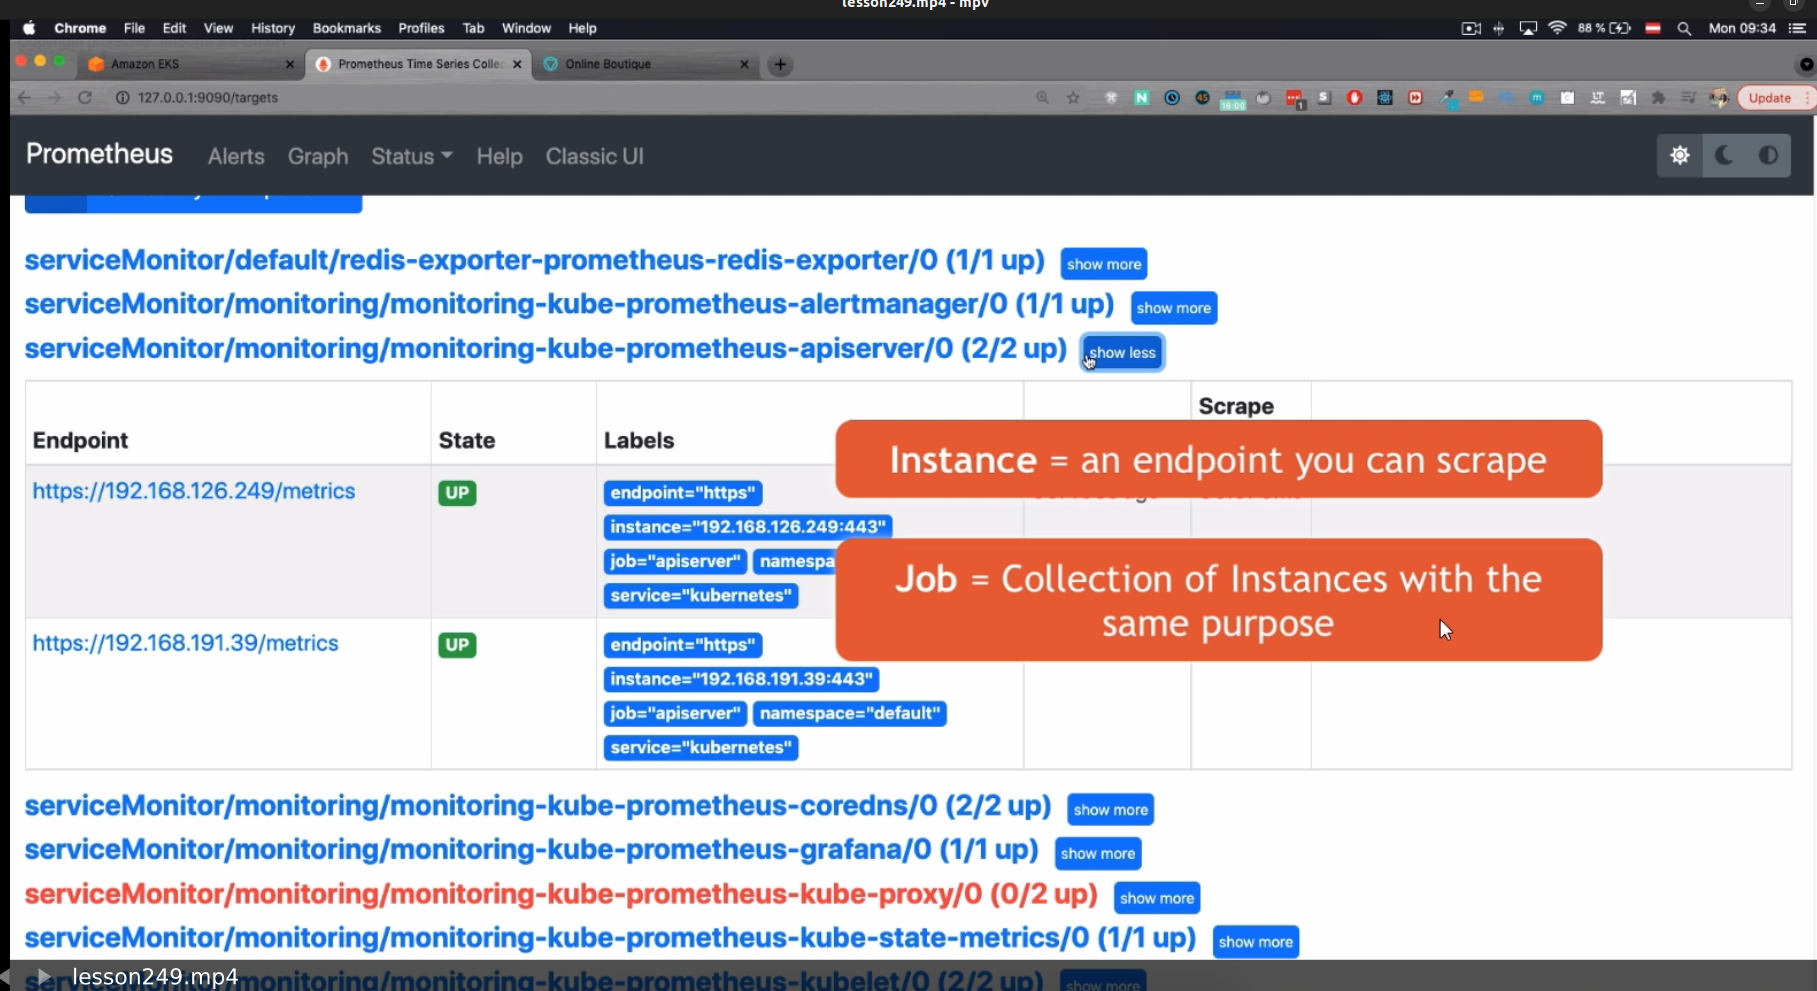 lesson249.mp4 - mpv
Chrome File Edit View History Bookmarks Profiles Tab Window Help 88 % Mon 09:34
Amazon EKS Prometheus Time Series Collec Online Boutique
127.0.0.1:9090/targets 45 18:00 1 Update
Prometheus Alerts Graph Status Help Classic UI
serviceMonitor/default/redis-exporter-prometheus-redis-exporter/0 (1/1 up) show more
serviceMonitor/monitoring/monitoring-kube-prometheus-alertmanager/0 (1/1 up) show more
serviceMonitor/monitoring/monitoring-kube-prometheus-apiserver/0 (2/2 up) show less
Scrape
Endpoint State Labels
Instance = an endpoint you can scrape
https://192.168.126.249/metrics UP endpoint="https"
instance="192.168.126.249:443"
job="apiserver" namespa
service="kubernetes"
Job = Collection of Instances with the
same purpose
https://192.168.191.39/metrics UP endpoint="https"
instance="192.168.191.39:443"
job="apiserver" namespace="default"
service="kubernetes"
serviceMonitor/monitoring/monitoring-kube-prometheus-coredns/0 (2/2 up) show more
serviceMonitor/monitoring/monitoring-kube-prometheus-grafana/0 (1/1 up) show more
serviceMonitor/monitoring/monitoring-kube-prometheus-kube-proxy/0 (0/2 up) show more
serviceMonitor/monitoring/monitoring-kube-prometheus-kube-state-metrics/0 (1/1 up) show more
serviceMonitor/monitoring/monitoring-kube-prometheus-kubelet/0 (2/2 up) show more
lesson249.mp4